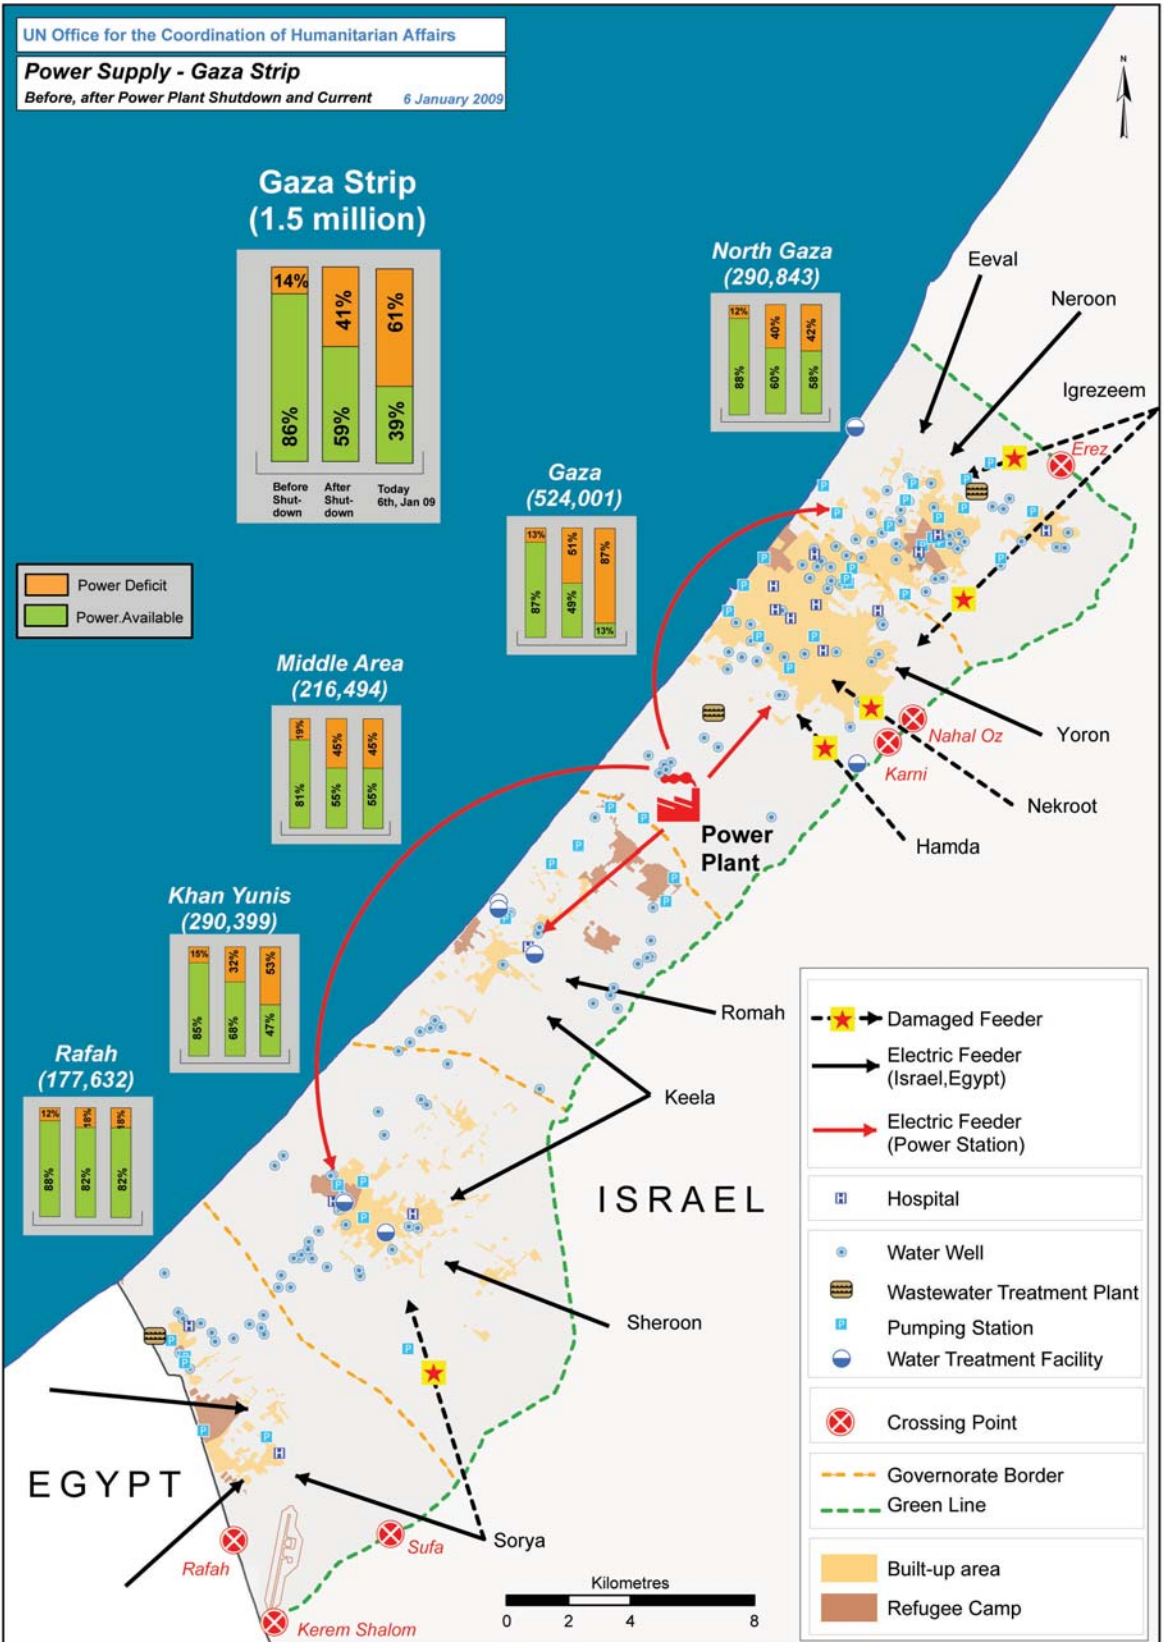 UN Office for the Coordination of Humanitarian Affairs
Power Supply - Gaza Strip
Before, after Power Plant Shutdown and Current 6 January 2009
N
Gaza Strip
(1.5 million)
14%
41%
61%
86%
59%
39%
Before
Shut-
down
After
Shut-
down
Today
6th, Jan 09
Power Deficit
Power.Available
North Gaza
(290,843)
12%
40%
42%
88%
60%
58%
Gaza
(524,001)
13%
51%
87%
87%
49%
13%
Middle Area
(216,494)
19%
45%
45%
81%
55%
55%
Khan Yunis
(290,399)
15%
32%
53%
85%
68%
47%
Rafah
(177,632)
12%
18%
18%
88%
82%
82%
Eeval
Neroon
Igrezeem
Erez
Nahal Oz
Karni
Yoron
Nekroot
Hamda
Power
Plant
Romah
Keela
ISRAEL
Sheroon
EGYPT
Sorya
Sufa
Rafah
Kerem Shalom
Kilometres
0 2 4 8
Damaged Feeder
Electric Feeder
(Israel,Egypt)
Electric Feeder
(Power Station)
H Hospital
Water Well
Wastewater Treatment Plant
P Pumping Station
Water Treatment Facility
Crossing Point
Governorate Border
Green Line
Built-up area
Refugee Camp